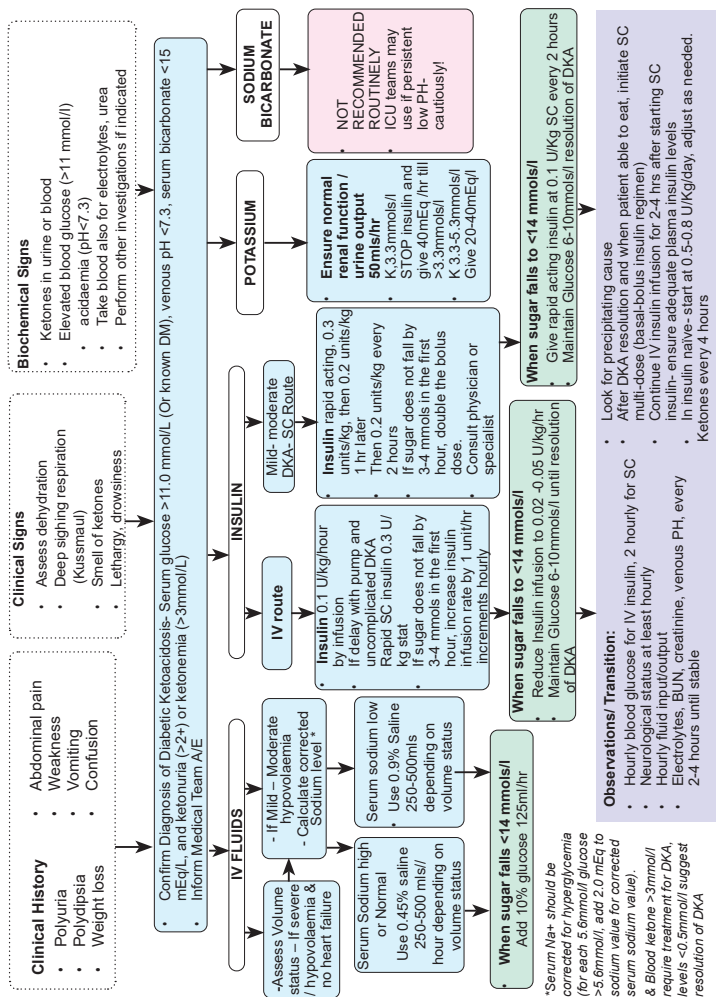 Clinical History
• Polyuria
• Polydipsia
• Weight loss
• Abdominal pain
• Weakness
• Vomiting
• Confusion
Clinical Signs
• Assess dehydration
• Deep sighing respiration
(Kussmaul)
• Smell of ketones
• Lethargy, drowsiness
Biochemical Signs
• Ketones in urine or blood
• Elevated blood glucose (>11 mmol/l)
• acidaemia (pH<7.3)
• Take blood also for electrolytes, urea
• Perform other investigations if indicated
• Confirm Diagnosis of Diabetic Ketoacidosis- Serum glucose >11.0 mmol/L (Or known DM), venous pH <7.3, serum bicarbonate <15
mEq/L, and ketonuria (>2+) or ketonemia (>3mmol/L)
• Inform Medical Team A/E
IV FLUIDS
-Assess Volume
status – If severe
/ hypovolaemia &
no heart failure
- If Mild – Moderate
hypovolaemia
- Calculate corrected
Sodium level *
Serum Sodium high
or Normal
Use 0.45% saline
250-500 mls//
hour depending on
volume status
Serum sodium low
• Use 0.9% Saline
250-500mls
depending on
volume status
• When sugar falls <14 mmols/l
Add 10% glucose 125ml/hr
INSULIN
IV route
• Insulin 0.1 U/kg/hour
by infusion
• If delay with pump and
uncomplicated DKA
Rapid SC insulin 0.3 U/
kg stat
• If sugar does not fall by
3-4 mmols in the first
hour, increase insulin
infusion rate by 1 unit/hr
increments hourly
Mild- moderate
DKA- SC Route
• Insulin rapid acting, 0.3
units/kg, then 0.2 units/kg
1 hr later
• Then 0.2 units/kg every
2 hours
• If sugar does not fall by
3-4 mmols in the first
hour, double the bolus
dose.
• Consult physician or
specialist
When sugar falls to <14 mmols/l
• Reduce Insulin infusion to 0.02 -0.05 U/kg/hr
• Maintain Glucose 6-10mmols/l until resolution
of DKA
POTASSIUM
• Ensure normal
renal function /
urine output
50mls/hr
• K,3.3mmols/l
STOP insulin and
give 40mEq /hr till
>3.3mmols/l
• K 3.3-5.3mmols/l
Give 20-40mEq/l
SODIUM
BICARBONATE
• NOT
RECOMMENDED
ROUTINELY
• ICU teams may
use if persistent
low PH-
cautiously!
When sugar falls to <14 mmols/l
• Give rapid acting insulin at 0.1 U/Kg SC every 2 hours
• Maintain Glucose 6-10mmols/l resolution of DKA
*Serum Na+ should be
corrected for hyperglycemia
(for each 5.6mmol/l glucose
>5.6mmol/l, add 2.0 mEq to
sodium value for corrected
serum sodium value).
& Blood ketone >3mmol/l
require treatment for DKA,
levels <0.5mmol/l suggest
resolution of DKA
Observations/ Transition:
• Hourly blood glucose for IV insulin, 2 hourly for SC
• Neurological status at least hourly
• Hourly fluid input/output
• Electrolytes, BUN, creatinine, venous PH, every
2-4 hours until stable
• Look for precipitating cause
• After DKA resolution and when patient able to eat, initiate SC
multi-dose (basal-bolus insulin regimen)
• Continue IV insulin infusion for 2-4 hrs after starting SC
insulin- ensure adequate plasma insulin levels
• In insulin naïve- start at 0.5-0.8 U/Kg/day, adjust as needed.
• Ketones every 4 hours